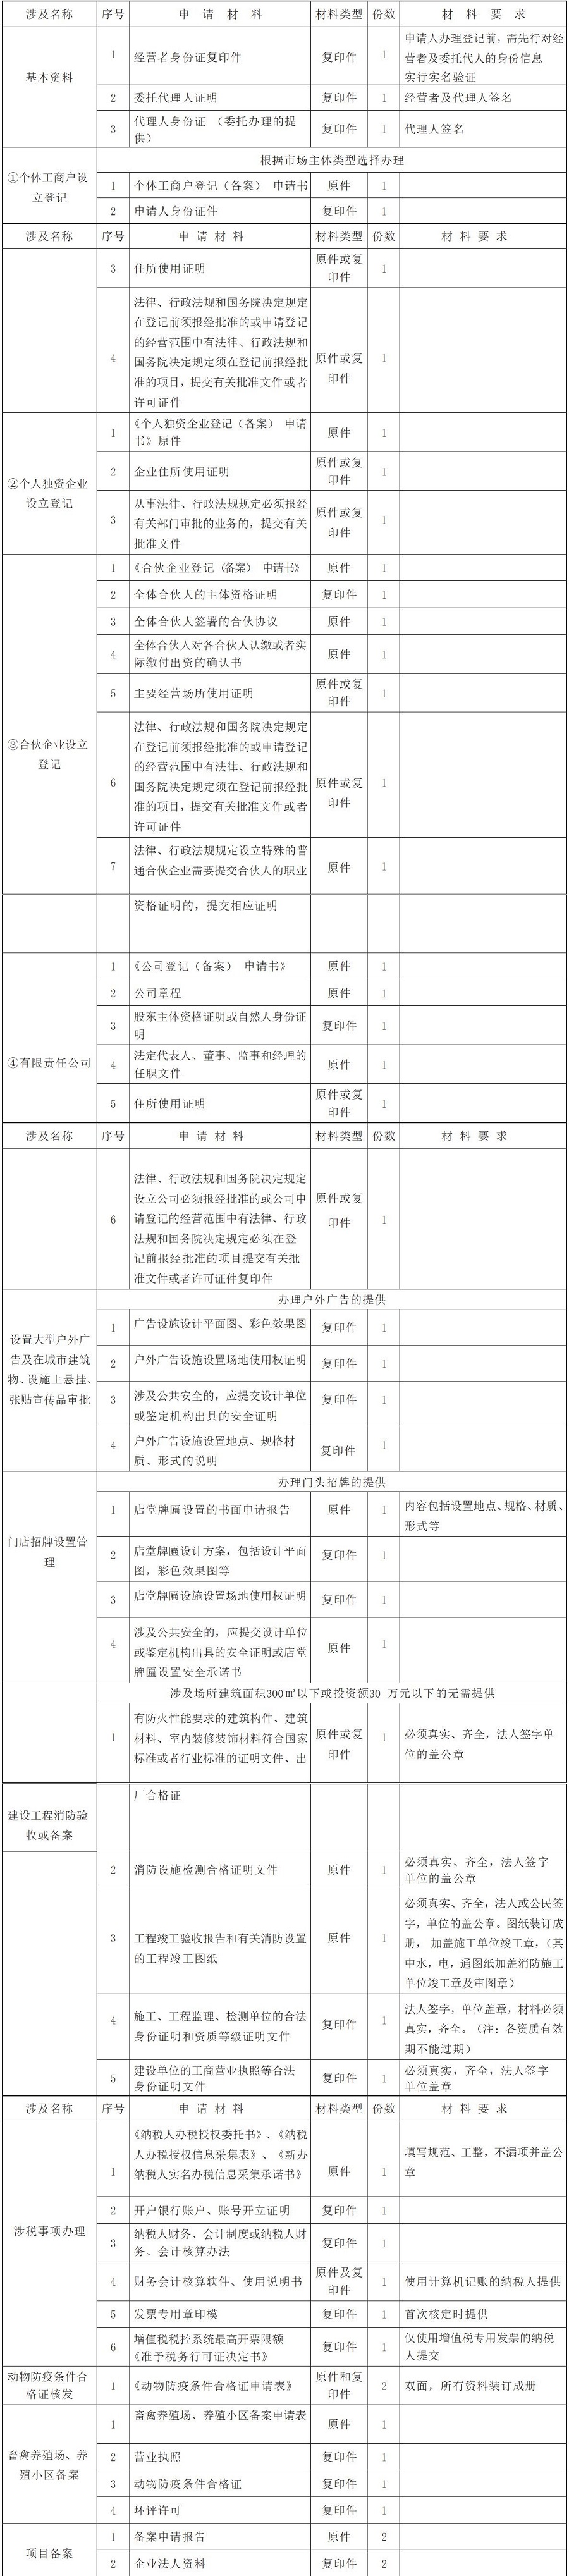 涉及名称 序号 申 请 材 料 材料类型 份数 材 料 要 求
基本资料
1 经营者身份证复印件 复印件 1
申请人办理登记前，需先行对经
营者及委托代人的身份信息
实行实名验证
2 委托代理人证明 复印件 1 经营者及代理人签名
3 代理人身份证 （委托办理的提
供） 复印件 1 代理人签名
①个体工商户设
立登记
根据市场主体类型选择办理
1 个体工商户登记（备案） 申请书 原件 1
2 申请人身份证件 复印件 1
涉及名称 序号 申 请 材 料 材料类型 份数 材 料 要 求
3 住所使用证明 原件或复
印件 1
4
法律、行政法规和国务院决定规定
在登记前须报经批准的或申请登记
的经营范围中有法律、行政法规和
国务院决定规定须在登记前报经批
准的项目，提交有关批准文件或者
许可证件
原件或复
印件 1
②个人独资企业
设立登记
1 《个人独资企业登记（备案） 申请
书》原件 原件 1
2 企业住所使用证明 原件或复
印件 1
3 从事法律、行政法规规定必须报经
有关部门审批的业务的，提交有关
批准文件
原件或复
印件 1
③合伙企业设立
登记
1 《合伙企业登记（备案） 申请书》 原件 1
2 全体合伙人的主体资格证明 复印件 1
3 全体合伙人签署的合伙协议 原件 1
4 全体合伙人对各合伙人认缴或者实
际缴付出资的确认书 原件 1
5 主要经营场所使用证明 原件或复
印件 1
6
法律、行政法规和国务院决定规定
在登记前须报经批准的或申请登记
的经营范围中有法律、行政法规和
国务院决定规定须在登记前报经批
准的项目，提交有关批准文件或者
许可证件
原件或复
印件 1
7 法律、行政法规规定设立特殊的普
通合伙企业需要提交合伙人的职业 原件 1
资格证明的，提交相应证明
④有限责任公司
1 《公司登记（备案） 申请书》 原件 1
2 公司章程 原件 1
3 股东主体资格证明或自然人身份证
明 复印件 1
4 法定代表人、董事、监事和经理的
任职文件 原件 1
5 住所使用证明 原件或复
印件 1
涉及名称 序号 申 请 材 料 材料类型 份数 材 料 要 求
6
法律、行政法规和国务院决定规定
设立公司必须报经批准的或公司申
请登记的经营范围中有法律、行政
法规和国务院决定规定必须在登
记前报经批准的项目提交有关批
准文件或者许可证件复印件
原件或复
印件 1
设置大型户外广
告及在城市建筑
物、设施上悬挂、
张贴宣传品审批
办理户外广告的提供
1 广告设施设计平面图、彩色效果图 复印件 1
2 户外广告设施设置场地使用权证明 复印件 1
3 涉及公共安全的，应提交设计单位
或鉴定机构出具的安全证明 复印件 1
4 户外广告设施设置地点、规格材
质、形式的说明 复印件 1
门店招牌设置管
理
办理门头招牌的提供
1 店堂牌匾设置的书面申请报告 原件 1 内容包括设置地点、规格、材质、
形式等
2 店堂牌匾设计方案，包括设计平面
图，彩色效果图等 复印件 1
3 店堂牌匾设施设置场地使用权证明 复印件 1
4 涉及公共安全的，应提交设计单位
或鉴定机构出具的安全证明或店堂
牌匾设置安全承诺书
原件 1
涉及场所建筑面积300㎡以下或投资额30 万元以下的无需提供
1 有防火性能要求的建筑构件、建筑
材料、室内装修装饰材料符合国家
标准或者行业标准的证明文件、出
原件或复
印件 1 必须真实、齐全，法人签字单
位的盖公章
建设工程消防验
收或备案
厂合格证
2 消防设施检测合格证明文件 原件 1 必须真实、齐全，法人签字
单位的盖公章
3 工程竣工验收报告和有关消防设置
的工程竣工图纸 原件 1
必须真实、齐全，法人或公民签
字，单位的盖公章。图纸装订成
册， 加盖施工单位竣工章，（其
中水，电，通图纸加盖消防施工
单位竣工章及审图章）
4 施工、工程监理、检测单位的合法
身份证明和资质等级证明文件 复印件 1
法人签字，单位盖章，材料必须
真实，齐全。（注：各资质有效
期不能过期）
5 建设单位的工商营业执照等合法
身份证明文件 复印件 1 必须真实，齐全，法人签字
单位盖章
涉及名称 序号 申 请 材 料 材料类型 份数 材 料 要 求
涉税事项办理
1 《纳税人办税授权委托书》、《纳税
人办税授权信息采集表》、《新办
纳税人实名办税信息采集承诺书》
原件 1 填写规范、工整，不漏项并盖公
章
2 开户银行账户、账号开立证明 复印件 1
3 纳税人财务、会计制度或纳税人财
务、会计核算办法 复印件 1
4 财务会计核算软件、使用说明书 原件及复
印件 1 使用计算机记账的纳税人提供
5 发票专用章印模 复印件 1 首次核定时提供
6 增值税税控系统最高开票限额
《准予税务行可证决定书》 复印件 1 仅使用增值税专用发票的纳税
人提交
动物防疫条件合
格证核发
1 《动物防疫条件合格证申请表》 原件和复
印件 2 双面，所有资料装订成册
畜禽养殖场、养
殖小区备案
1 畜禽养殖场、养殖小区备案申请表 原件 1
2 营业执照 复印件 1
3 动物防疫条件合格证 复印件 1
4 环评许可 复印件 1
项目备案
1 备案申请报告 原件 2
2 企业法人资料 复印件 2